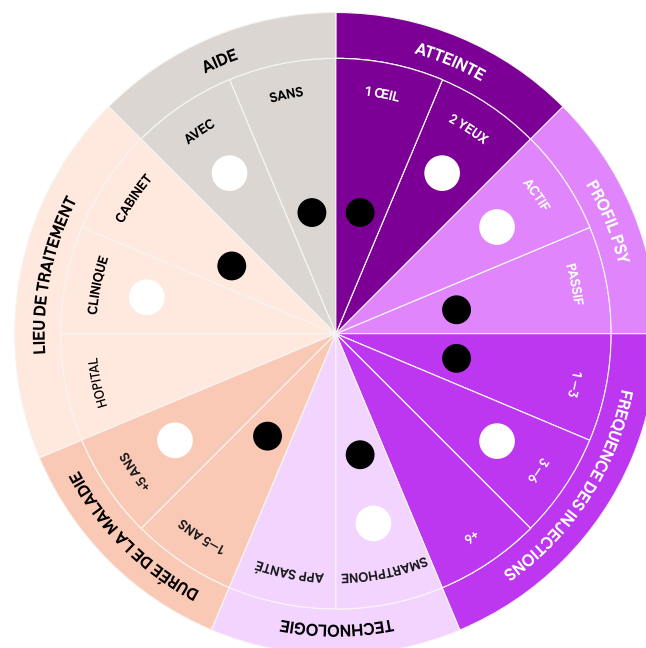 ATTEINTE
1 ŒIL
2 YEUX
PROFIL PSY
ACTIF
PASSIF
FREQUENCE DES INJECTIONS
1—3
3—6
+6
TECHNOLOGIE
SMARTPHONE
APP SANTÉ
DURÉE DE LA MALADIE
1—5 ANS
+5 ANS
LIEU DE TRAITEMENT
HOPITAL
CLINIQUE
CABINET
AIDE
AVEC
SANS